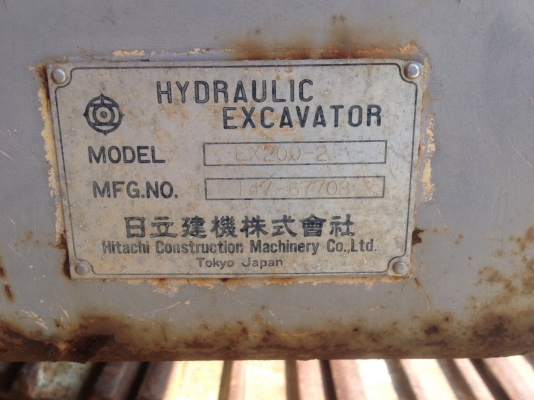 HYDRAULIC
EXCAVATOR
MODEL EX200-2
MFG.NO.
日立建機株式會社
Hitachi Construction Machinery Co.,Ltd.
Tokyo Japan